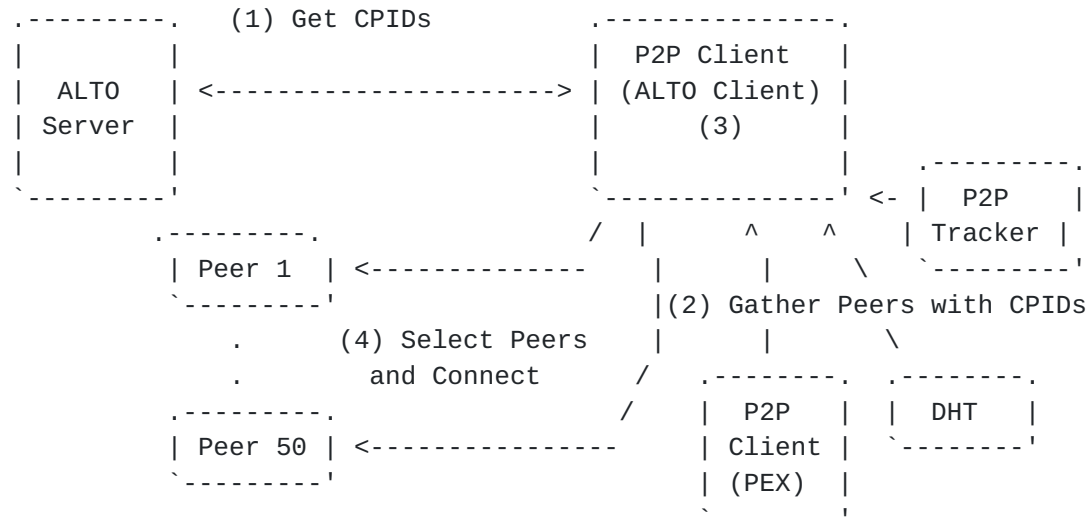 (1) Get CPIDs
P2P Client
ALTO
(ALTO Client)
Server
(3)
P2P
Tracker
Peer 1
(2) Gather Peers with CPIDs
(4) Select Peers
and Connect
P2P
DHT
Peer 50
Client
(PEX)